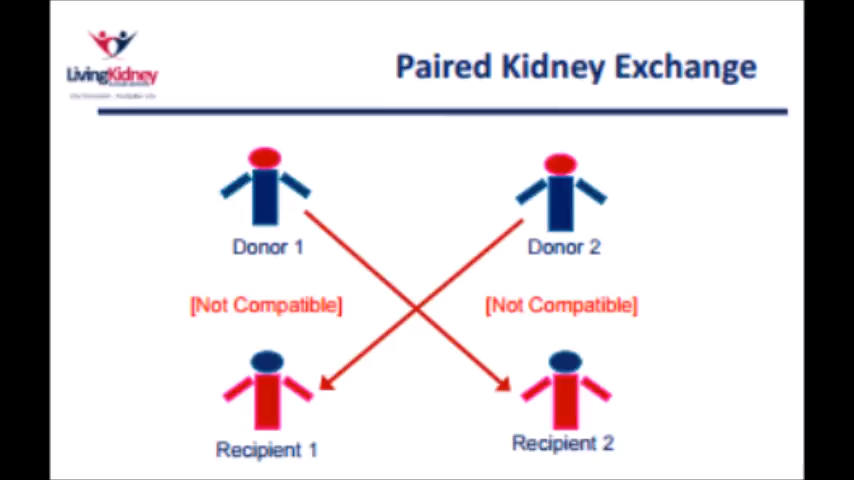 LivingKidney
Paired Kidney Exchange
Donor 1
Donor 2
[Not Compatible]
[Not Compatible]
Recipient 1
Recipient 2